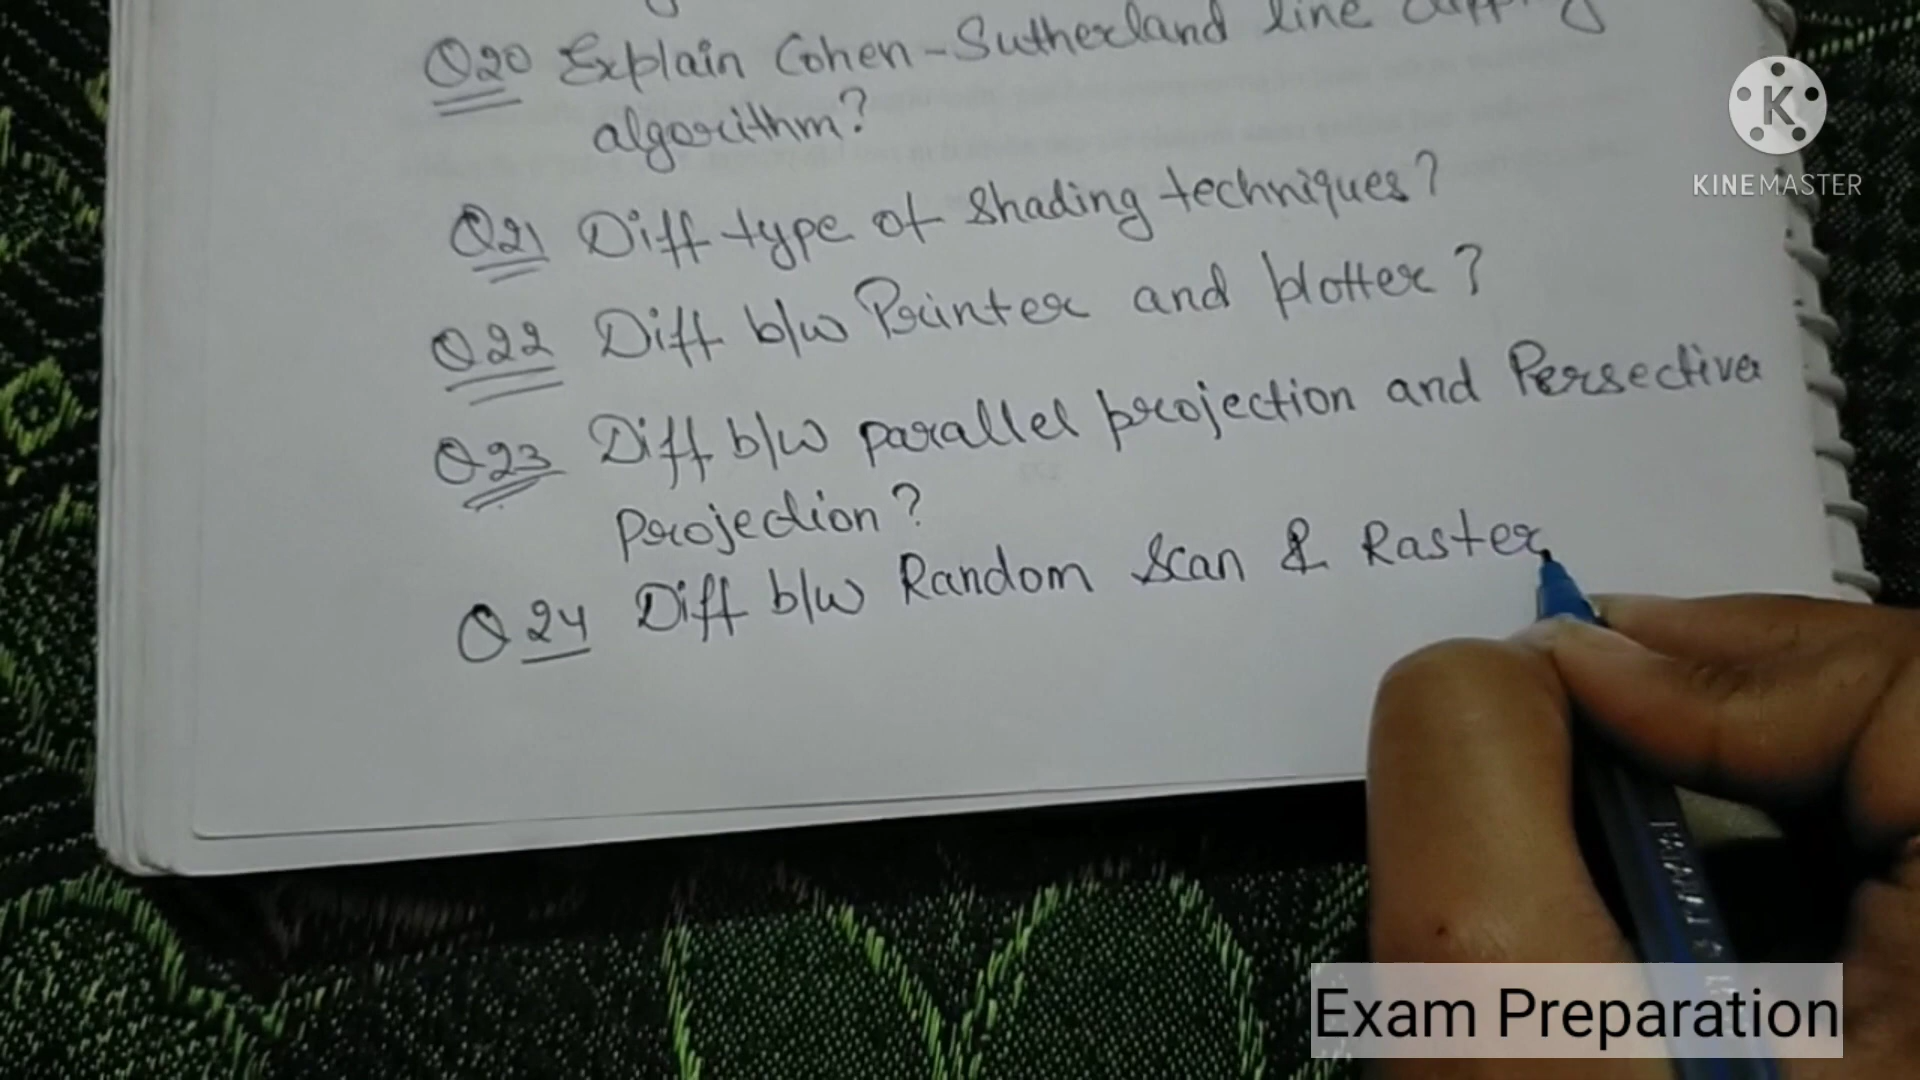 Q20 Explain Cohen-Sutherland line clipping
algorithm?
Q21 Diff type of Shading techniques?
Q22 Diff b/w Printer and plotter?
Q23 Diff b/w parallel projection and Persective
Projection?
Q24 Diff b/w Random Scan & Raster
K
KINEMASTER
Exam Preparation